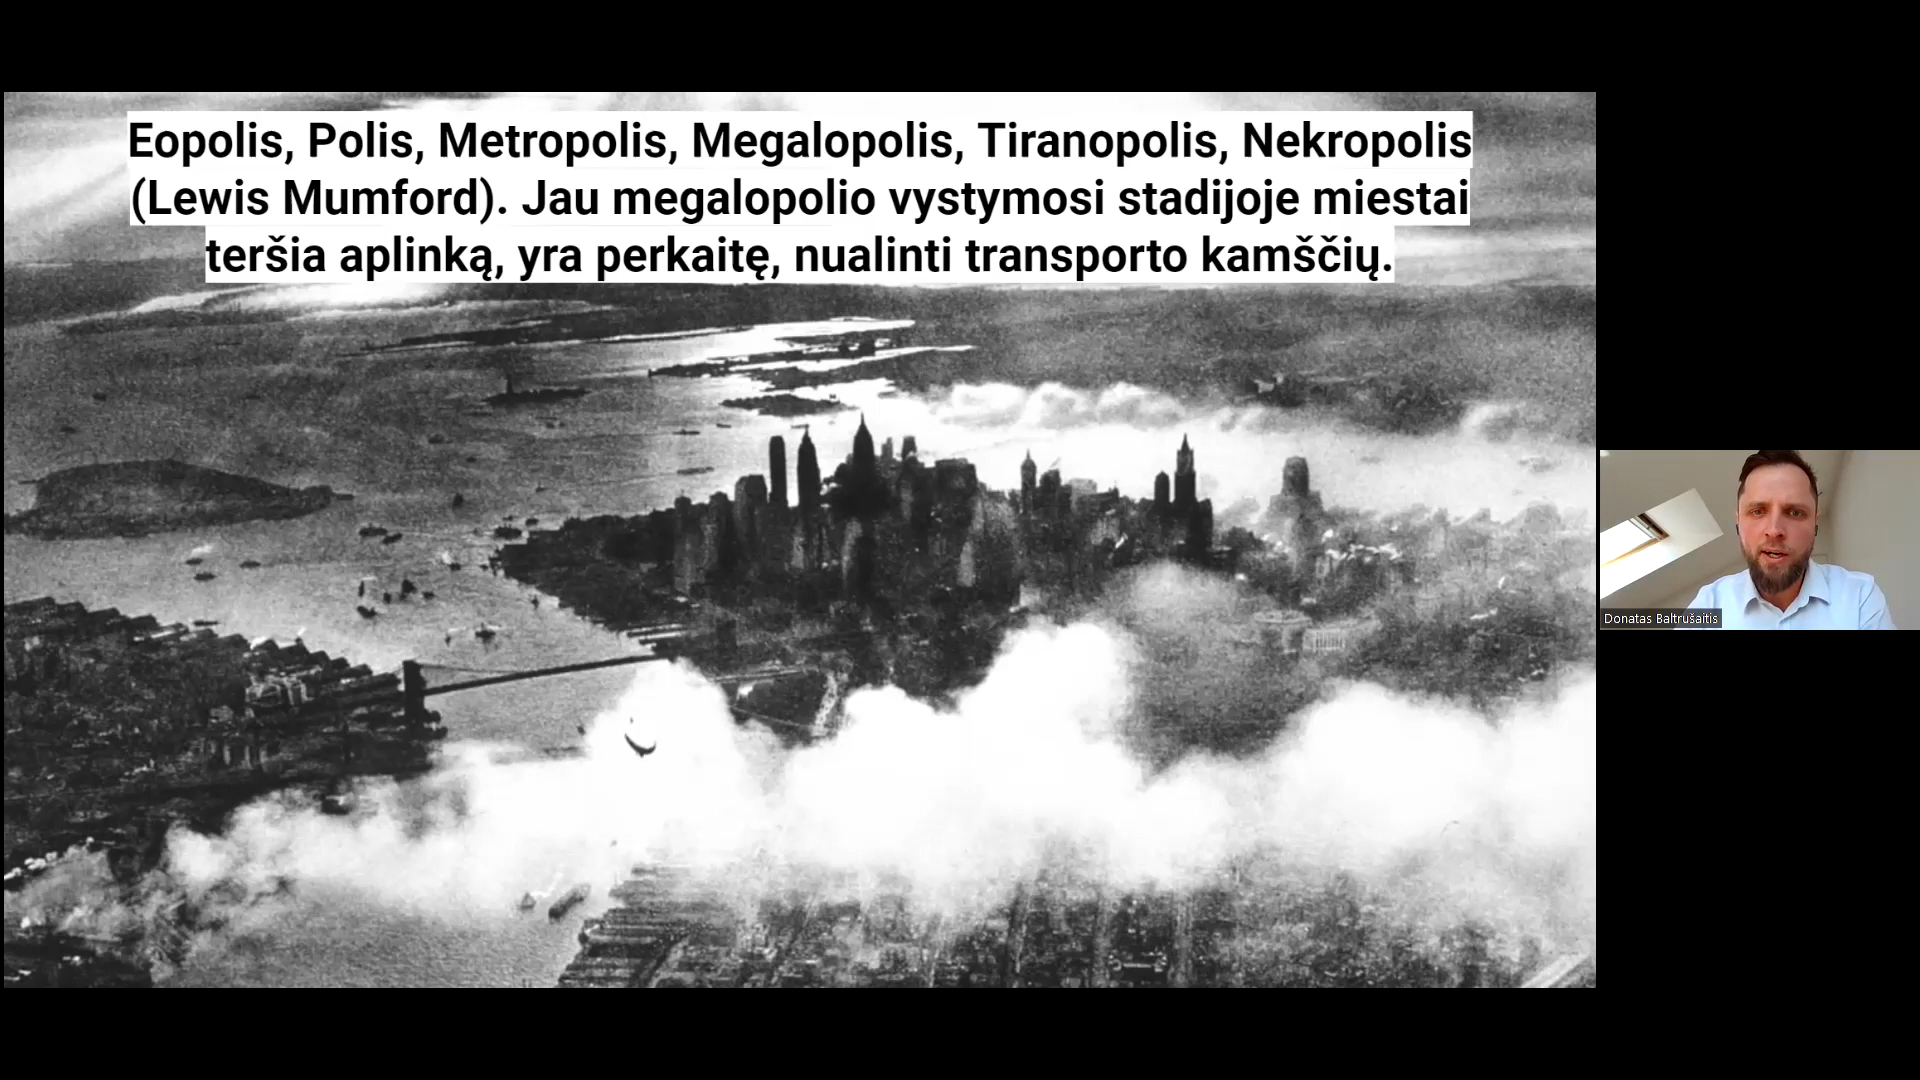 Eopolis, Polis, Metropolis, Megalopolis, Tiranopolis, Nekropolis
(Lewis Mumford). Jau megalopolio vystymosi stadijoje miestai
teršia aplinką, yra perkaitę, nualinti transporto kamščių.
Donatas Baltrušaitis